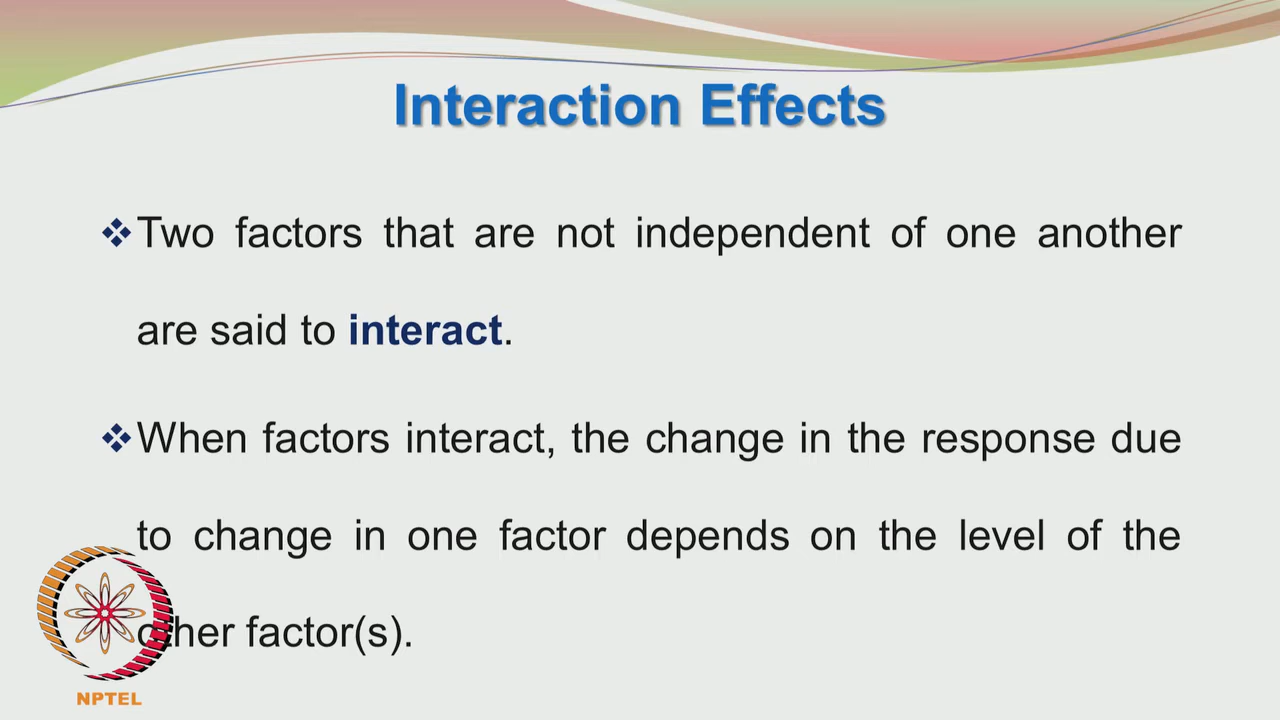 Interaction Effects
❖Two factors that are not independent of one another
are said to interact.
❖When factors interact, the change in the response due
to change in one factor depends on the level of the
other factor(s).
NPTEL